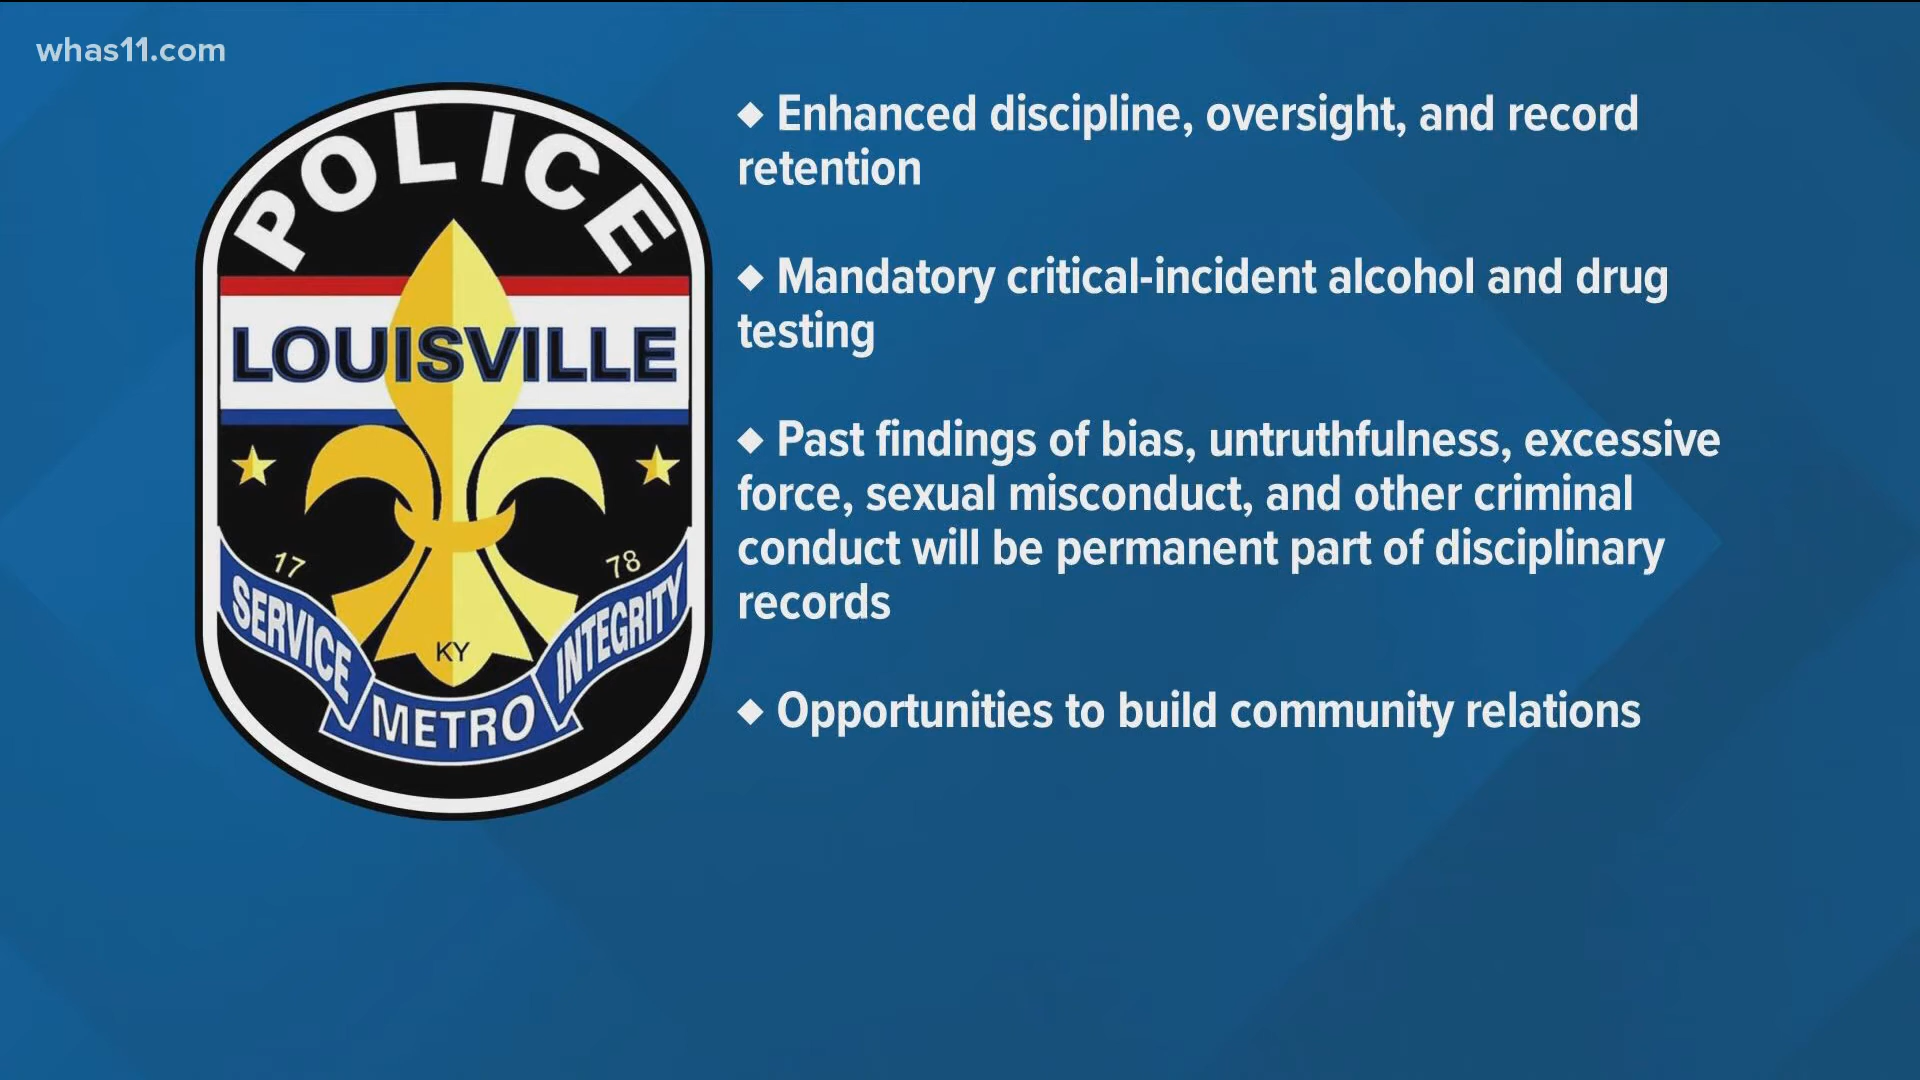 whas11.com
POLICE
LOUISVILLE
17 78
KY
SERVICE METRO INTEGRITY
◆ Enhanced discipline, oversight, and record
retention
◆ Mandatory critical-incident alcohol and drug
testing
◆ Past findings of bias, untruthfulness, excessive
force, sexual misconduct, and other criminal
conduct will be permanent part of disciplinary
records
◆ Opportunities to build community relations